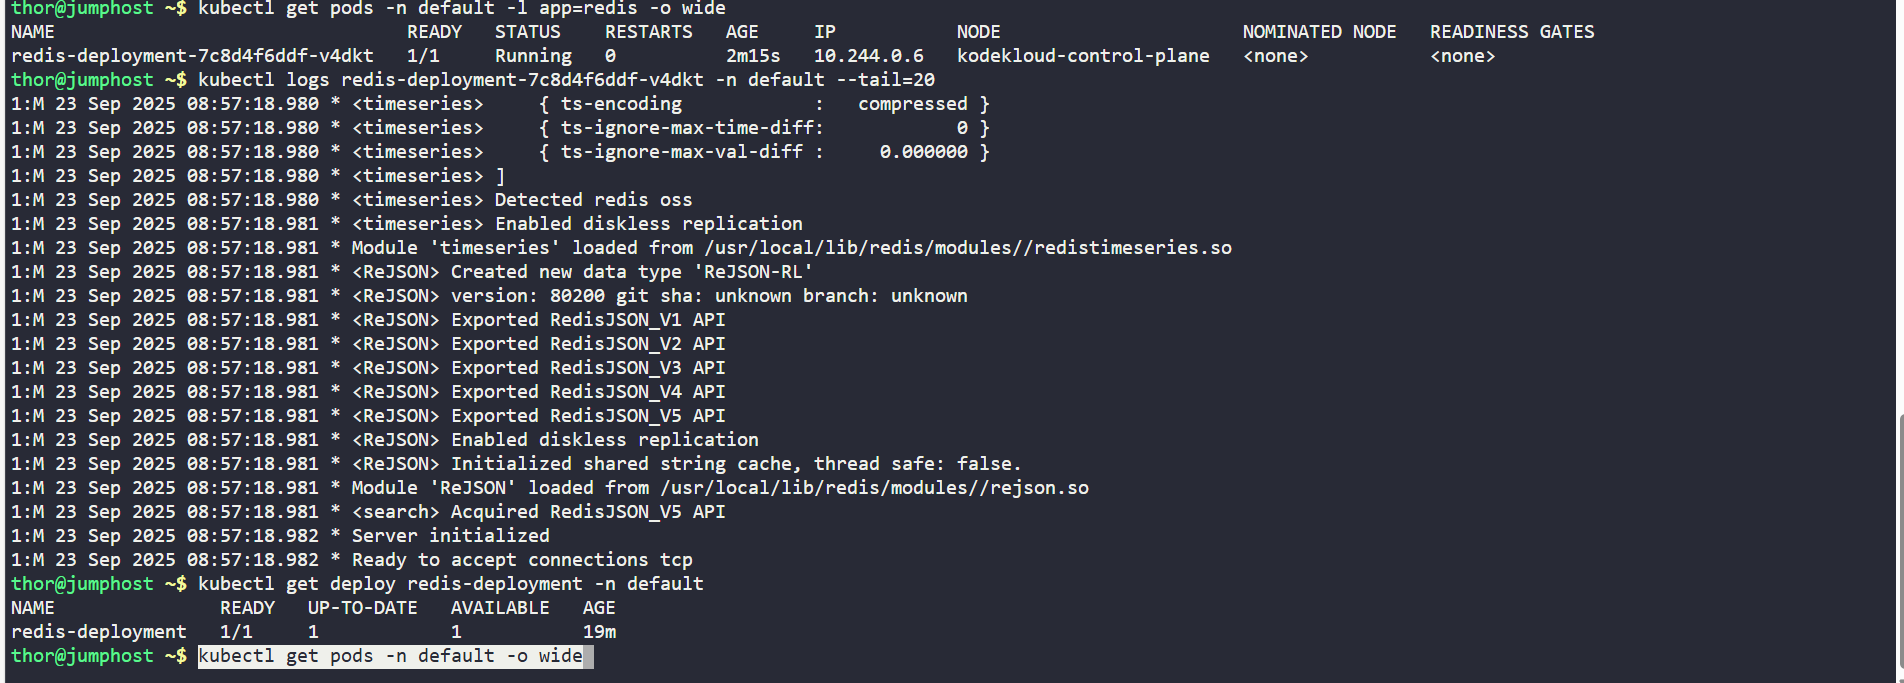 thor@jumphost ~$ kubectl get pods -n default -l app=redis -o wide
NAME                                READY   STATUS    RESTARTS   AGE     IP           NODE                      NOMINATED NODE   READINESS GATES
redis-deployment-7c8d4f6ddf-v4dkt   1/1     Running   0          2m15s   10.244.0.6   kodekloud-control-plane   <none>           <none>
thor@jumphost ~$ kubectl logs redis-deployment-7c8d4f6ddf-v4dkt -n default --tail=20
1:M 23 Sep 2025 08:57:18.980 * <timeseries>     { ts-encoding            :   compressed }
1:M 23 Sep 2025 08:57:18.980 * <timeseries>     { ts-ignore-max-time-diff:            0 }
1:M 23 Sep 2025 08:57:18.980 * <timeseries>     { ts-ignore-max-val-diff :     0.000000 }
1:M 23 Sep 2025 08:57:18.980 * <timeseries> ]
1:M 23 Sep 2025 08:57:18.980 * <timeseries> Detected redis oss
1:M 23 Sep 2025 08:57:18.981 * <timeseries> Enabled diskless replication
1:M 23 Sep 2025 08:57:18.981 * Module 'timeseries' loaded from /usr/local/lib/redis/modules//redistimeseries.so
1:M 23 Sep 2025 08:57:18.981 * <ReJSON> Created new data type 'ReJSON-RL'
1:M 23 Sep 2025 08:57:18.981 * <ReJSON> version: 80200 git sha: unknown branch: unknown
1:M 23 Sep 2025 08:57:18.981 * <ReJSON> Exported RedisJSON_V1 API
1:M 23 Sep 2025 08:57:18.981 * <ReJSON> Exported RedisJSON_V2 API
1:M 23 Sep 2025 08:57:18.981 * <ReJSON> Exported RedisJSON_V3 API
1:M 23 Sep 2025 08:57:18.981 * <ReJSON> Exported RedisJSON_V4 API
1:M 23 Sep 2025 08:57:18.981 * <ReJSON> Exported RedisJSON_V5 API
1:M 23 Sep 2025 08:57:18.981 * <ReJSON> Enabled diskless replication
1:M 23 Sep 2025 08:57:18.981 * <ReJSON> Initialized shared string cache, thread safe: false.
1:M 23 Sep 2025 08:57:18.981 * Module 'ReJSON' loaded from /usr/local/lib/redis/modules//rejson.so
1:M 23 Sep 2025 08:57:18.981 * <search> Acquired RedisJSON_V5 API
1:M 23 Sep 2025 08:57:18.982 * Server initialized
1:M 23 Sep 2025 08:57:18.982 * Ready to accept connections tcp
thor@jumphost ~$ kubectl get deploy redis-deployment -n default
NAME               READY   UP-TO-DATE   AVAILABLE   AGE
redis-deployment   1/1     1            1           19m
thor@jumphost ~$ kubectl get pods -n default -o wide